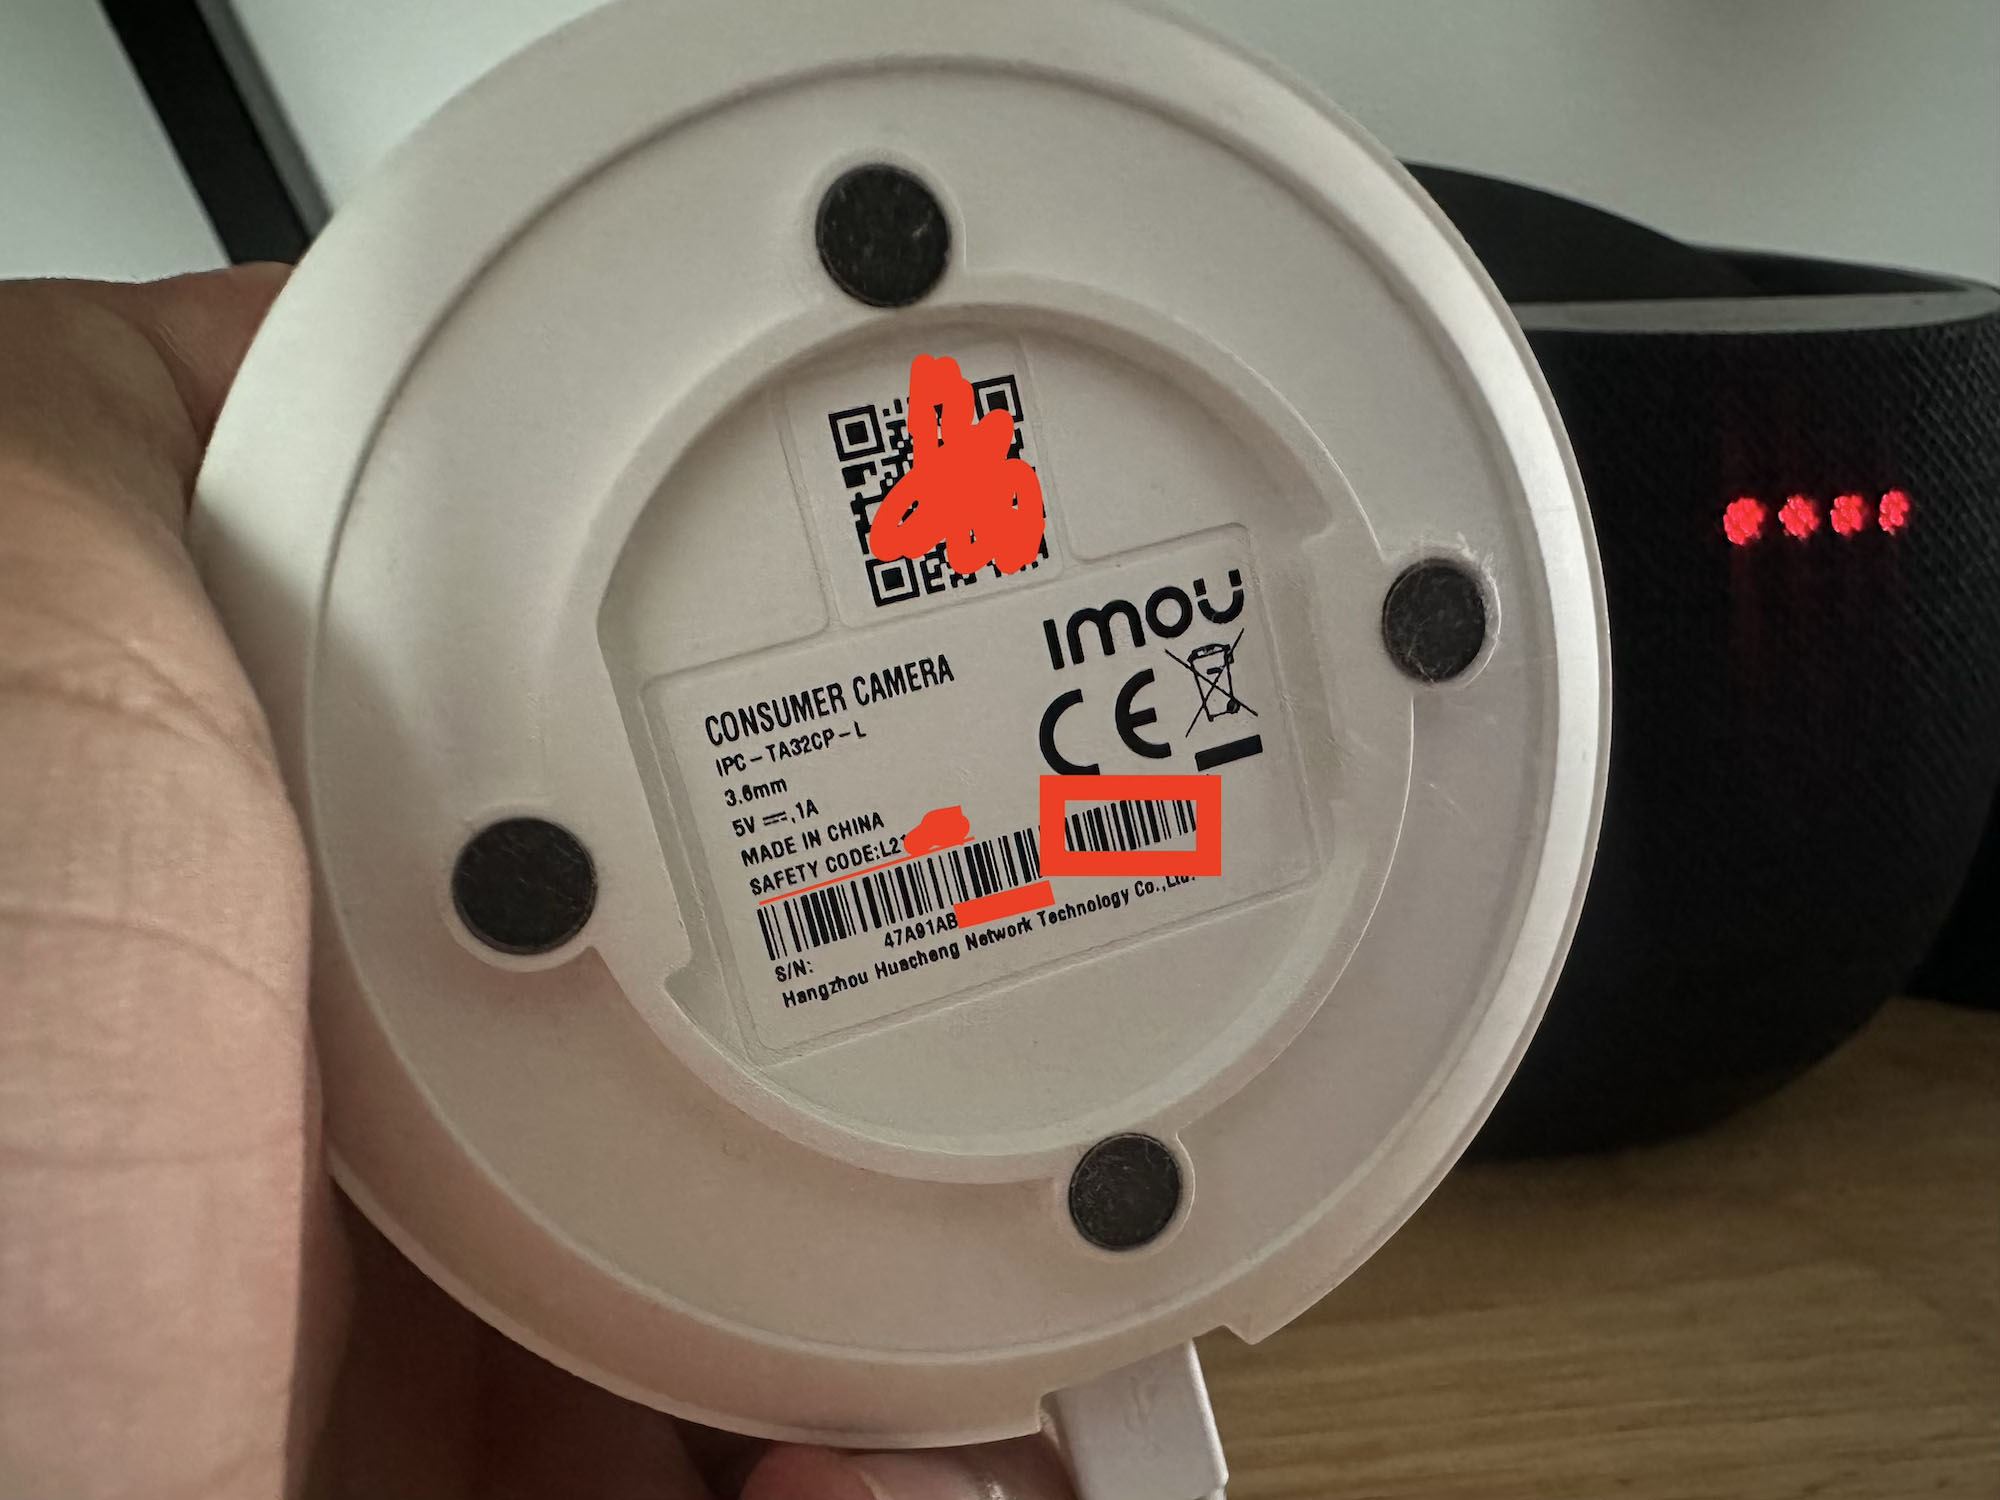 imou
CONSUMER CAMERA
IPC-TA32CP-L
3.6mm
5V ⎓,1A
MADE IN CHINA
SAFETY CODE:L2
CE
47A91AB
S/N:
Hangzhou Huacheng Network Technology Co.,Ltd.